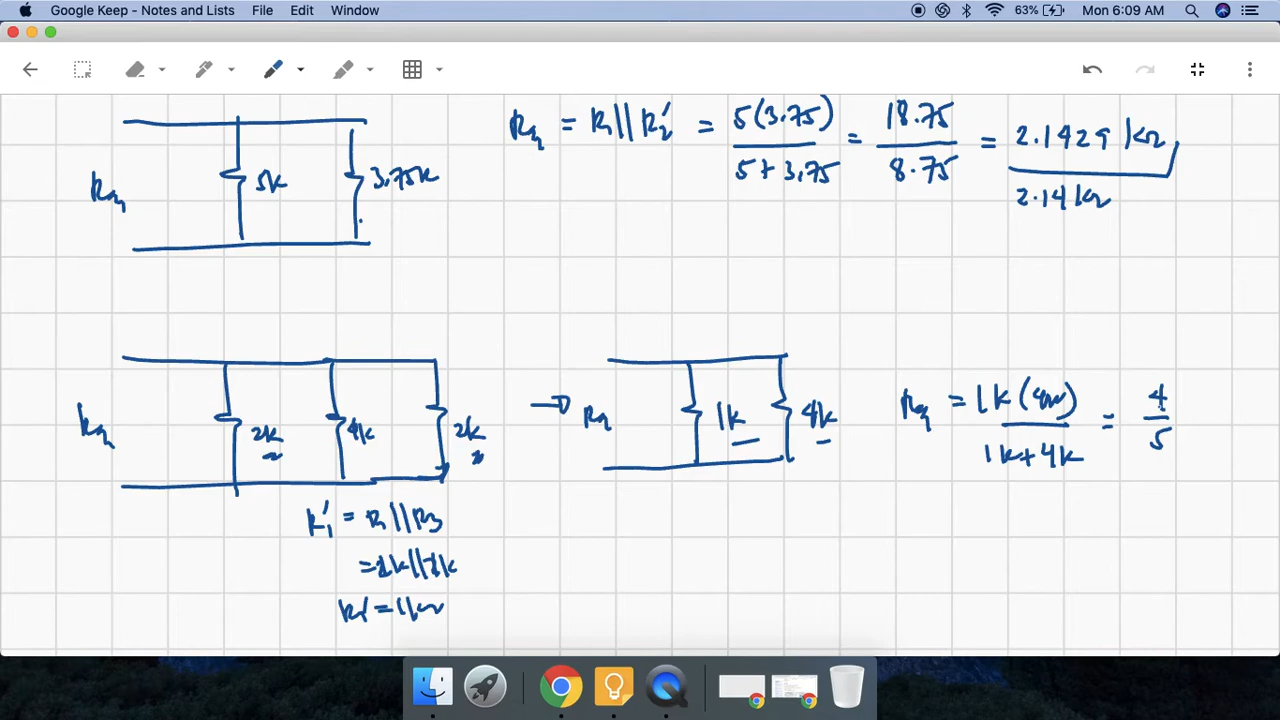 Google Keep - Notes and Lists File Edit Window 63% Mon 6:09 AM
Req = R1||R2' = 5(3.75) / 5+3.75 = 18.75 / 8.75 = 2.1429 kΩ
2.14 kΩ
Req 5k 3.75k
Req 2k 4k 2k → Req 1k 4k Req = 1k(4k) / 1k+4k = 4 / 5
R1' = R1||R3
= 2k||2k
R1' = 1kΩ